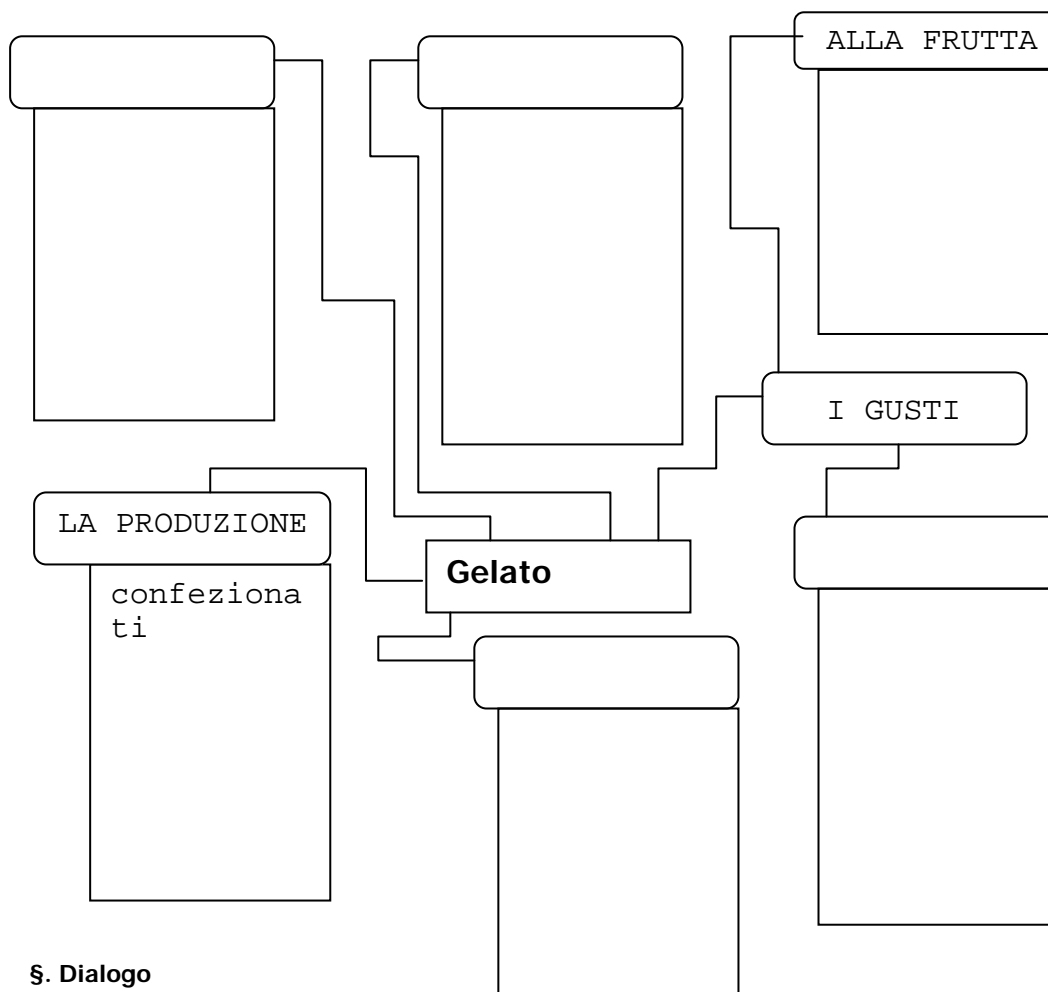 ALLA FRUTTA
I GUSTI
LA PRODUZIONE
confeziona
ti
Gelato
§. Dialogo